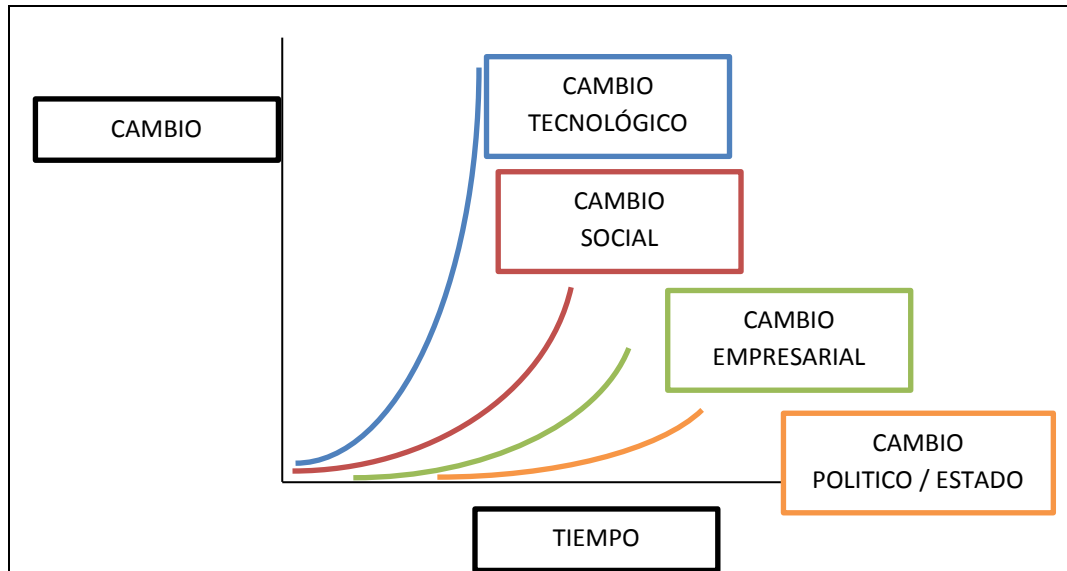 CAMBIO
TECNOLÓGICO
CAMBIO
CAMBIO
SOCIAL
CAMBIO
EMPRESARIAL
CAMBIO
POLITICO / ESTADO
TIEMPO